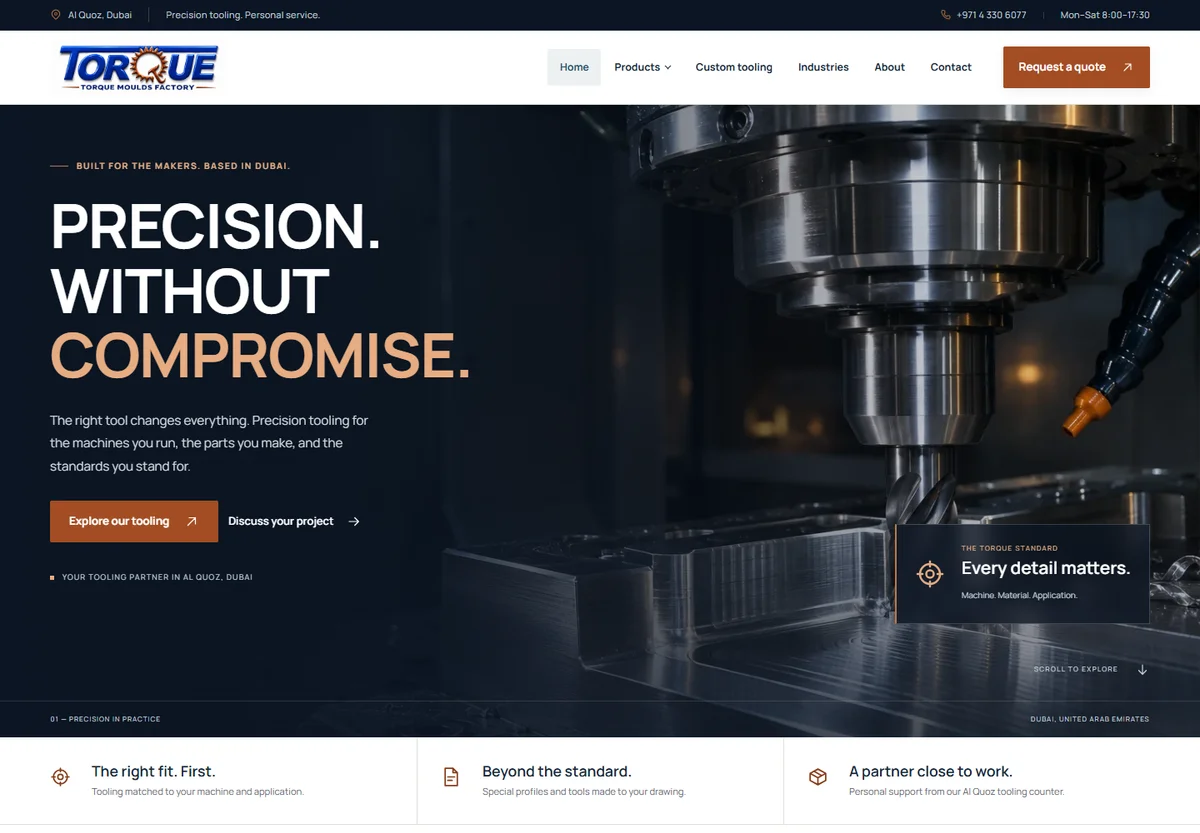 Al Quoz, Dubai
Precision tooling. Personal service.
+971 4 330 6077
Mon–Sat 8:00–17:30
TORQUE
TORQUE MOULDS FACTORY
Home
Products
Custom tooling
Industries
About
Contact
Request a quote
BUILT FOR THE MAKERS. BASED IN DUBAI.
PRECISION.
WITHOUT
COMPROMISE.
The right tool changes everything. Precision tooling for
the machines you run, the parts you make, and the
standards you stand for.
Explore our tooling
Discuss your project
YOUR TOOLING PARTNER IN AL QUOZ, DUBAI
THE TORQUE STANDARD
Every detail matters.
Machine. Material. Application.
SCROLL TO EXPLORE
01 — PRECISION IN PRACTICE
DUBAI, UNITED ARAB EMIRATES
The right fit. First.
Tooling matched to your machine and application.
Beyond the standard.
Special profiles and tools made to your drawing.
A partner close to work.
Personal support from our Al Quoz tooling counter.